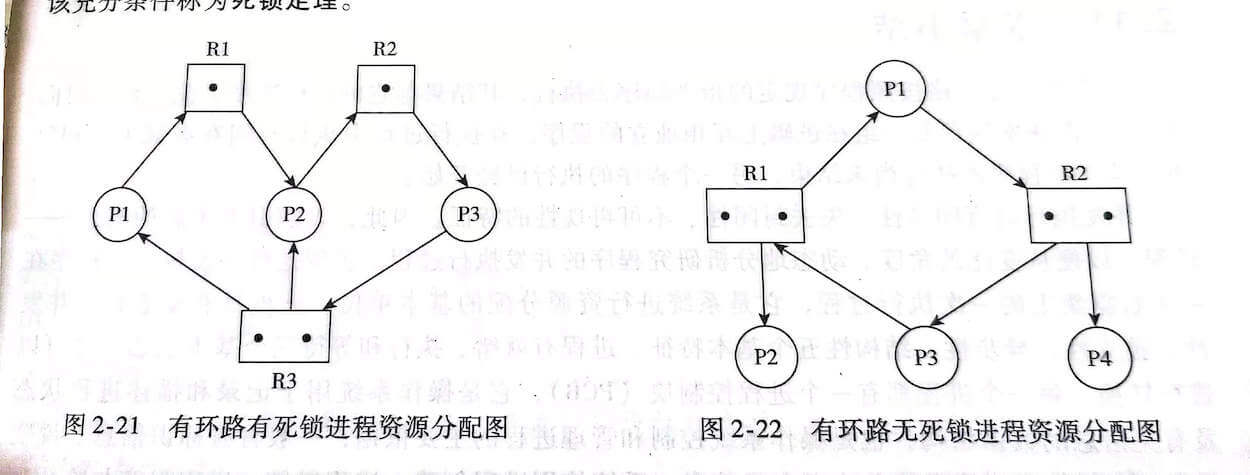 该充分条件称为死锁定理。
R1
R2
P1
P2
P3
R3
图 2-21 有环路有死锁进程资源分配图
P1
R1
R2
P2
P3
P4
图 2-22 有环路无死锁进程资源分配图